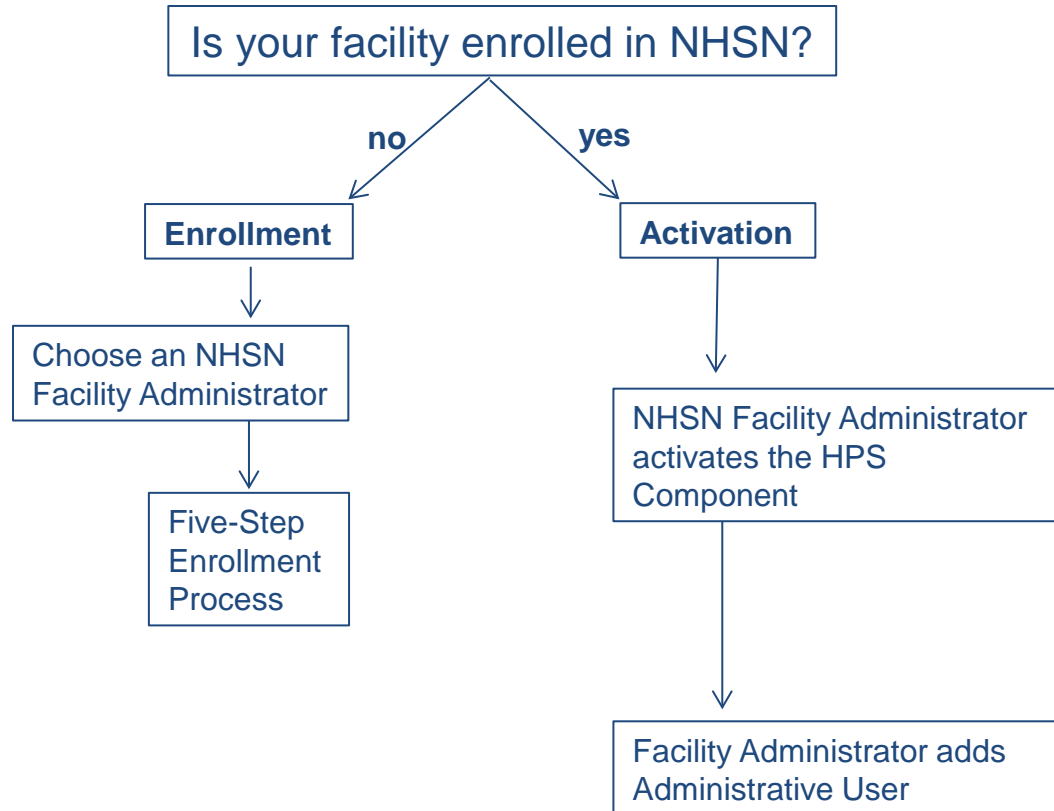 Is your facility enrolled in NHSN?
no
yes
Enrollment
Activation
Choose an NHSN
Facility Administrator
NHSN Facility Administrator
activates the HPS
Component
Five-Step
Enrollment
Process
Facility Administrator adds
Administrative User